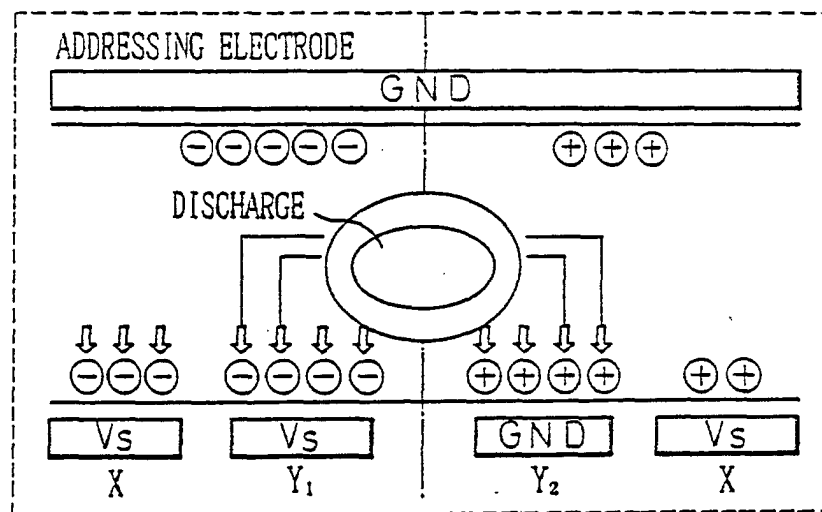 ADDRESSING ELECTRODE
GND
− − − − − + + +
DISCHARGE
− − − − − − − + + + + + +
Vs Vs GND Vs
X Y₁ Y₂ X